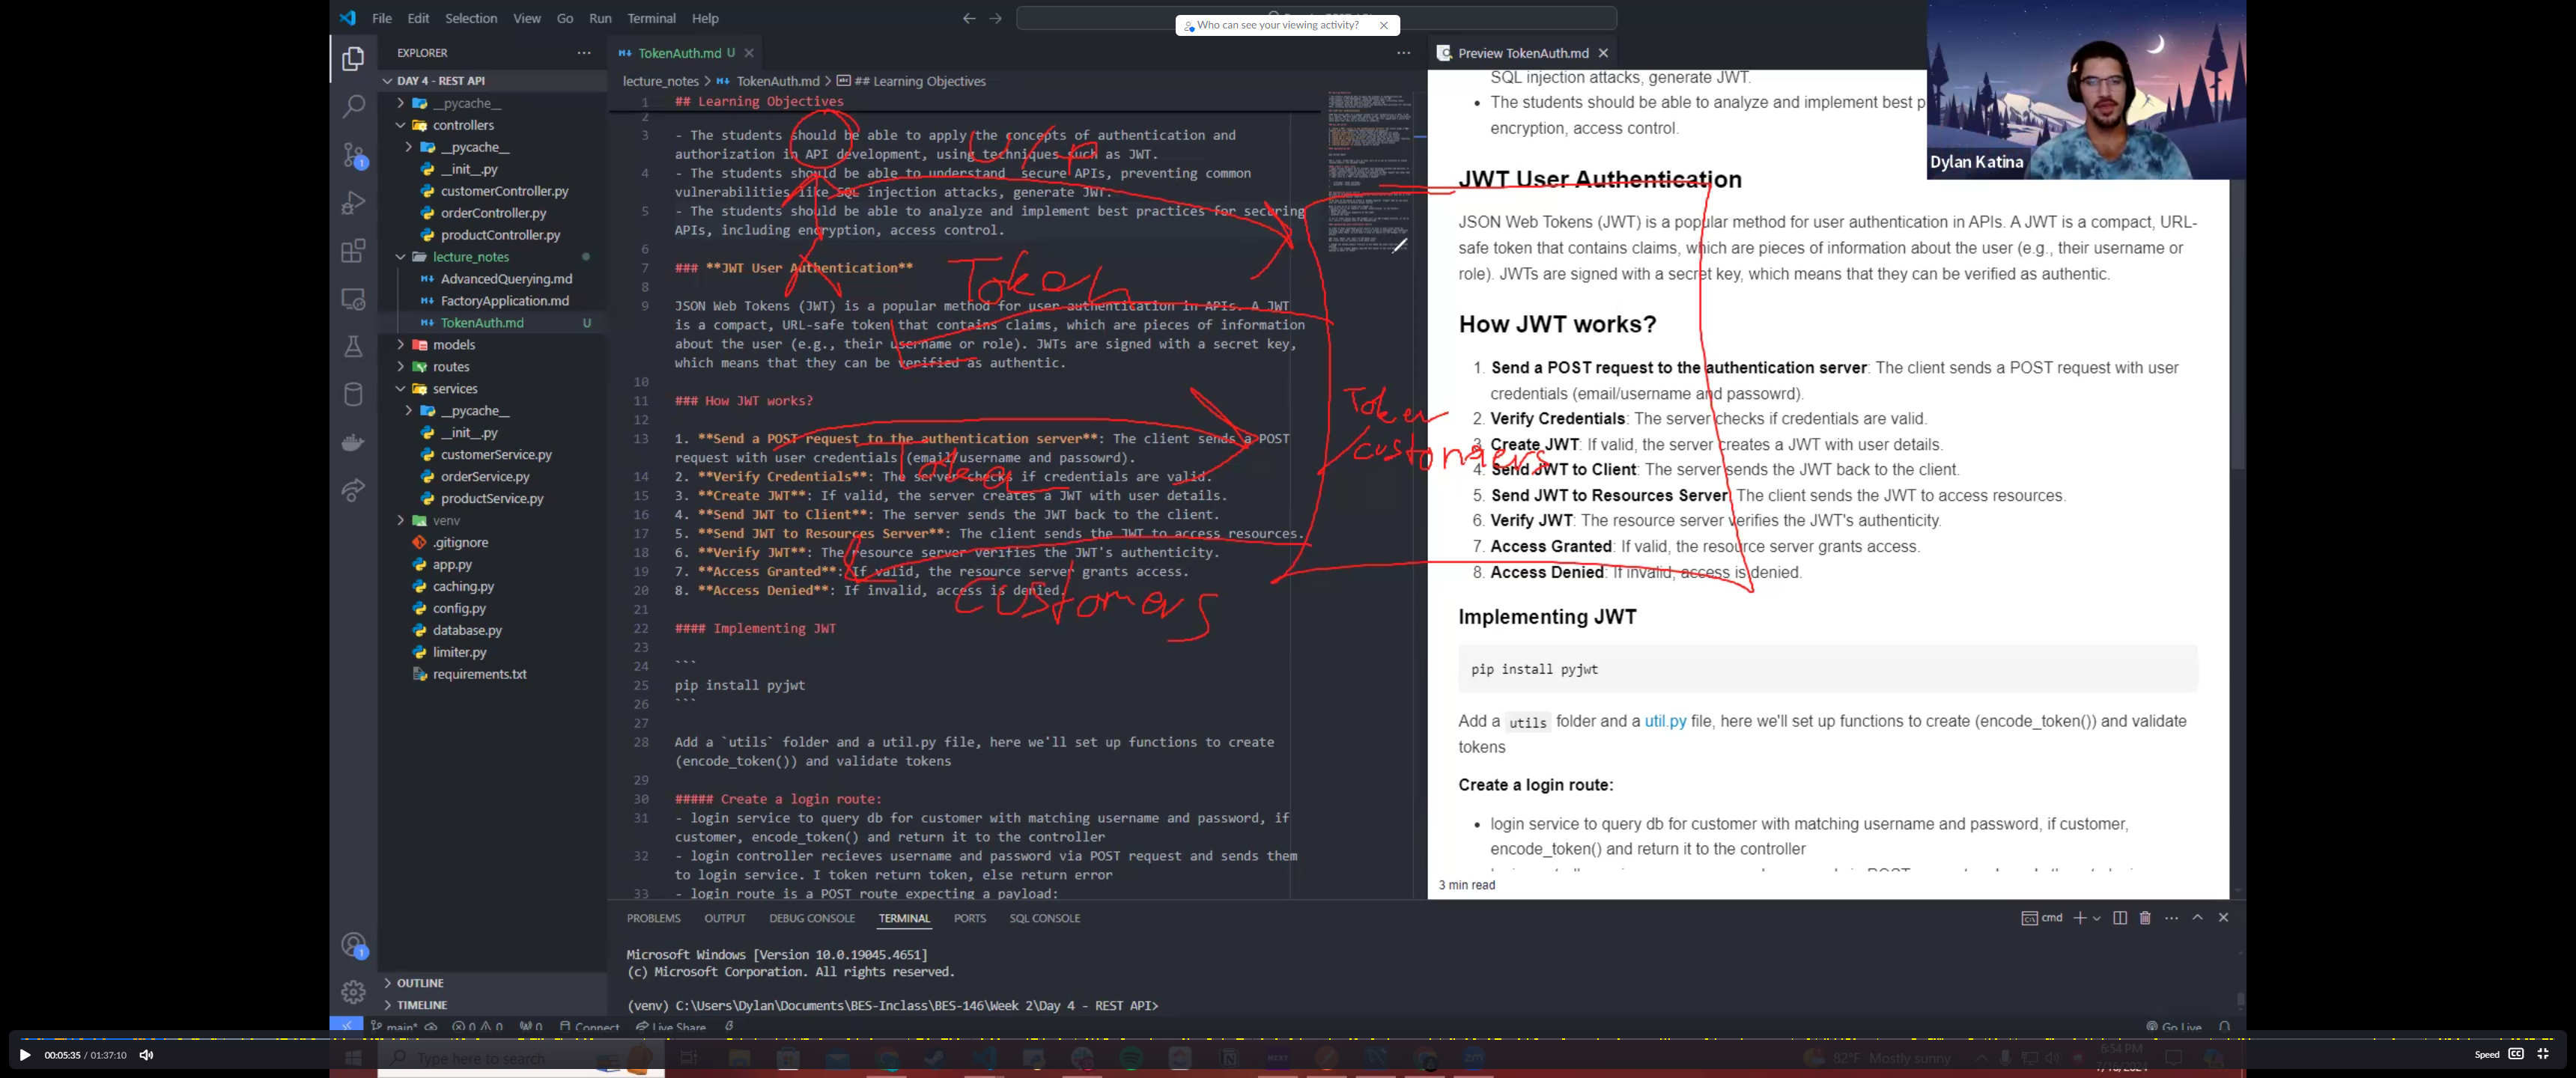 File Edit Selection View Go Run Terminal Help
Who can see your viewing activity?
EXPLORER
DAY 4 - REST API
__pycache__
controllers
__pycache__
__init__.py
customerController.py
orderController.py
productController.py
lecture_notes
AdvancedQuerying.md
FactoryApplication.md
TokenAuth.md U
models
routes
services
__pycache__
__init__.py
customerService.py
orderService.py
productService.py
venv
.gitignore
app.py
caching.py
config.py
database.py
limiter.py
requirements.txt
OUTLINE
TIMELINE
TokenAuth.md U
lecture_notes > TokenAuth.md > ## Learning Objectives
1 ## Learning Objectives
2
3 - The students should be able to apply the concepts of authentication and
authorization in API development, using techniques such as JWT.
4 - The students should be able to understand secure APIs, preventing common
vulnerabilities like SQL injection attacks, generate JWT.
5 - The students should be able to analyze and implement best practices for securing
APIs, including encryption, access control.
6
7 ### **JWT User Authentication**
8
9 JSON Web Tokens (JWT) is a popular method for user authentication in APIs. A JWT
is a compact, URL-safe token that contains claims, which are pieces of information
about the user (e.g., their username or role). JWTs are signed with a secret key,
which means that they can be verified as authentic.
10
11 ### How JWT works?
12
13 1. **Send a POST request to the authentication server**: The client sends a POST
request with user credentials (email/username and passowrd).
14 2. **Verify Credentials**: The server checks if credentials are valid.
15 3. **Create JWT**: If valid, the server creates a JWT with user details.
16 4. **Send JWT to Client**: The server sends the JWT back to the client.
17 5. **Send JWT to Resources Server**: The client sends the JWT to access resources.
18 6. **Verify JWT**: The resource server verifies the JWT's authenticity.
19 7. **Access Granted**: If valid, the resource server grants access.
20 8. **Access Denied**: If invalid, access is denied.
21
22 #### Implementing JWT
23
24 ```
25 pip install pyjwt
26 ```
27
28 Add a `utils` folder and a util.py file, here we'll set up functions to create
(encode_token()) and validate tokens
29
30 ##### Create a login route:
31 - login service to query db for customer with matching username and password, if
customer, encode_token() and return it to the controller
32 - login controller recieves username and password via POST request and sends them
to login service. I token return token, else return error
33 - login route is a POST route expecting a payload:
U/P
Token
Token
Token
/customers
customers
Preview TokenAuth.md
SQL injection attacks, generate JWT.
The students should be able to analyze and implement best p
encryption, access control.
Dylan Katina
JWT User Authentication
JSON Web Tokens (JWT) is a popular method for user authentication in APIs. A JWT is a compact, URL-
safe token that contains claims, which are pieces of information about the user (e.g., their username or
role). JWTs are signed with a secret key, which means that they can be verified as authentic.
How JWT works?
1. Send a POST request to the authentication server: The client sends a POST request with user
credentials (email/username and passowrd).
2. Verify Credentials: The server checks if credentials are valid.
3. Create JWT: If valid, the server creates a JWT with user details.
4. Send JWT to Client: The server sends the JWT back to the client.
5. Send JWT to Resources Server: The client sends the JWT to access resources.
6. Verify JWT: The resource server verifies the JWT's authenticity.
7. Access Granted: If valid, the resource server grants access.
8. Access Denied: If invalid, access is denied.
Implementing JWT
pip install pyjwt
Add a utils folder and a util.py file, here we'll set up functions to create (encode_token()) and validate
tokens
Create a login route:
login service to query db for customer with matching username and password, if customer,
encode_token() and return it to the controller
3 min read
PROBLEMS OUTPUT DEBUG CONSOLE TERMINAL PORTS SQL CONSOLE
cmd
Microsoft Windows [Version 10.0.19045.4651]
(c) Microsoft Corporation. All rights reserved.
(venv) C:\Users\Dylan\Documents\BES-Inclass\BES-146\Week 2\Day 4 - REST API>
main* 0 0 0 Connect Live Share Go Live
00:05:35 / 01:37:10
Speed
Type here to search
82°F Mostly sunny
6:54 PM